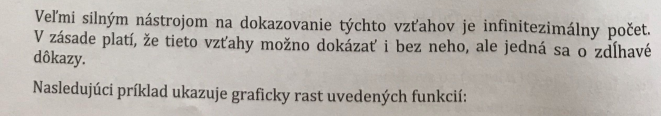 Veľmi silným nástrojom na dokazovanie týchto vzťahov je infinitezimálny počet.
V zásade platí, že tieto vzťahy možno dokázať i bez neho, ale jedná sa o zdĺhavé
dôkazy.
Nasledujúci príklad ukazuje graficky rast uvedených funkcií: